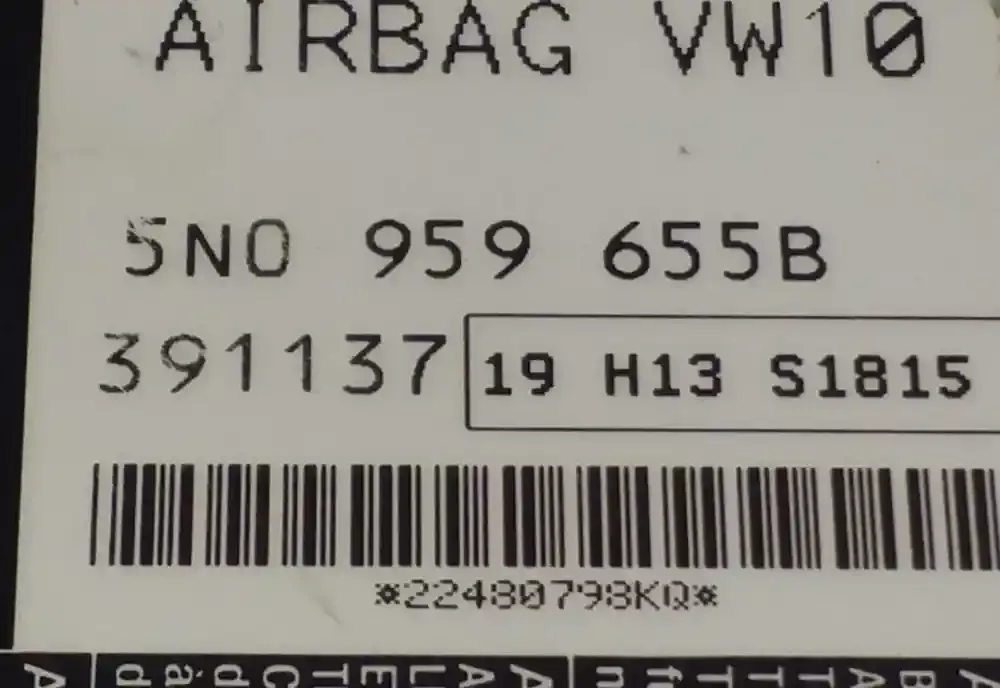 AIRBAG VW10
5N0 959 655B
391137 19 H13 S1815
*22480798KQ*